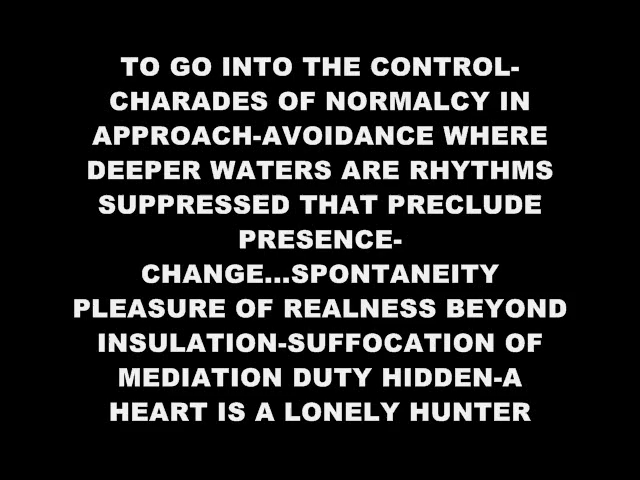 TO GO INTO THE CONTROL-
CHARADES OF NORMALCY IN
APPROACH-AVOIDANCE WHERE
DEEPER WATERS ARE RHYTHMS
SUPPRESSED THAT PRECLUDE
PRESENCE-
CHANGE...SPONTANEITY
PLEASURE OF REALNESS BEYOND
INSULATION-SUFFOCATION OF
MEDIATION DUTY HIDDEN-A
HEART IS A LONELY HUNTER